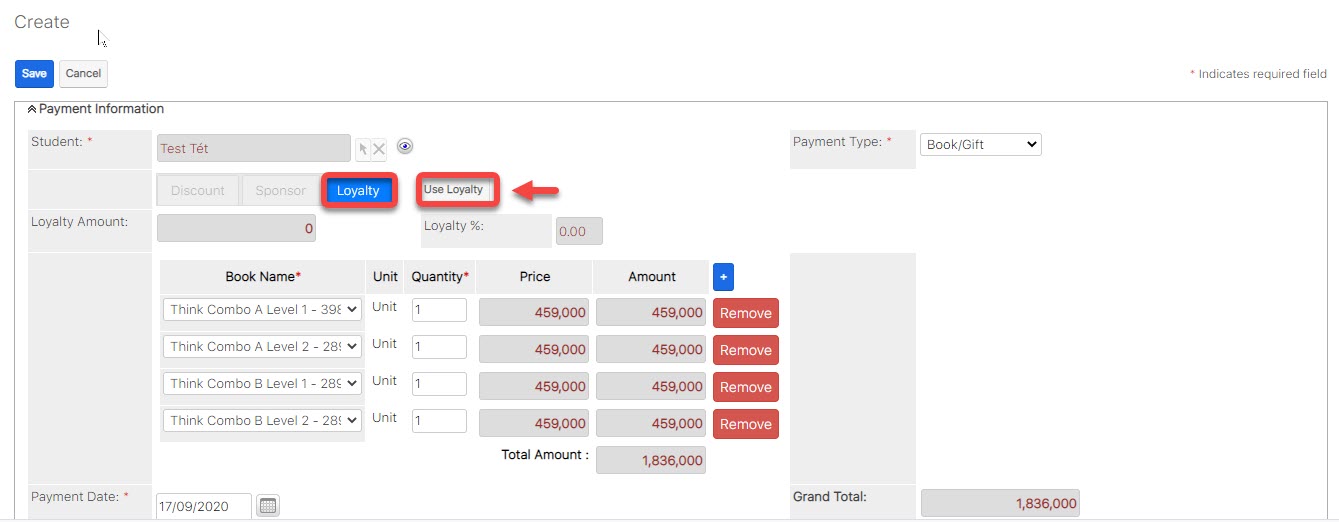 Create
Save Cancel * Indicates required field
Payment Information
Student: * Test Tét Payment Type: * Book/Gift
Discount Sponsor Loyalty Use Loyalty
Loyalty Amount: 0 Loyalty %: 0.00
Book Name* Unit Quantity* Price Amount +
Think Combo A Level 1 - 398 Unit 1 459,000 459,000 Remove
Think Combo A Level 2 - 289 Unit 1 459,000 459,000 Remove
Think Combo B Level 1 - 289 Unit 1 459,000 459,000 Remove
Think Combo B Level 2 - 289 Unit 1 459,000 459,000 Remove
Total Amount : 1,836,000
Payment Date: * 17/09/2020 Grand Total: 1,836,000